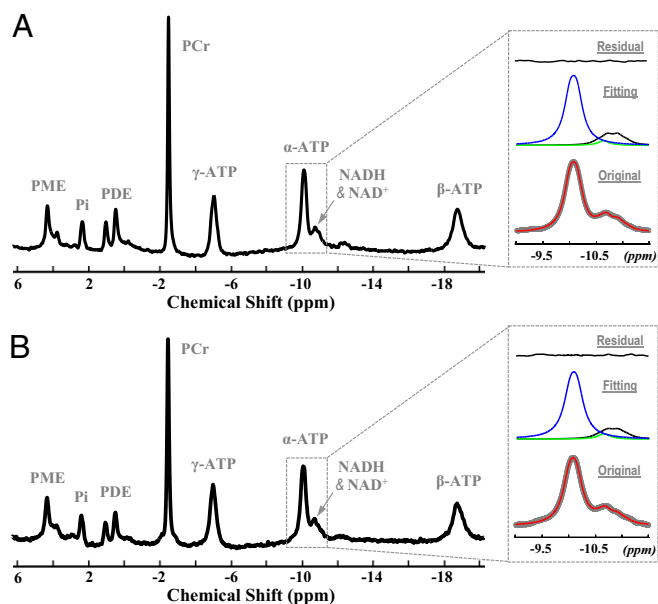 A
PCr
PME
Pi
PDE
γ-ATP
α-ATP
NADH
& NAD⁺
β-ATP
6 2 -2 -6 -10 -14 -18
Chemical Shift (ppm)
Residual
Fitting
Original
-9.5 -10.5 (ppm)
B
PCr
PME
Pi
PDE
γ-ATP
α-ATP
NADH
& NAD⁺
β-ATP
6 2 -2 -6 -10 -14 -18
Chemical Shift (ppm)
Residual
Fitting
Original
-9.5 -10.5 (ppm)